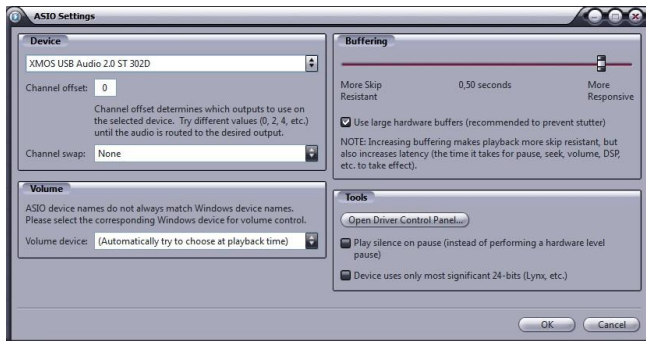 ASIO Settings
Device
XMOS USB Audio 2.0 ST 302D
Channel offset: 0
Channel offset determines which outputs to use on
the selected device. Try different values (0, 2, 4, etc.)
until the audio is routed to the desired output.
Channel swap: None
Volume
ASIO device names do not always match Windows device names.
Please select the corresponding Windows device for volume control.
Volume device: (Automatically try to choose at playback time)
Buffering
More Skip
Resistant
0,50 seconds
More
Responsive
Use large hardware buffers (recommended to prevent stutter)
NOTE: Increasing buffering makes playback more skip resistant, but
also increases latency (the time it takes for pause, seek, volume, DSP,
etc. to take effect).
Tools
Open Driver Control Panel...
Play silence on pause (instead of performing a hardware level
pause)
Device uses only most significant 24-bits (Lynx, etc.)
OK
Cancel